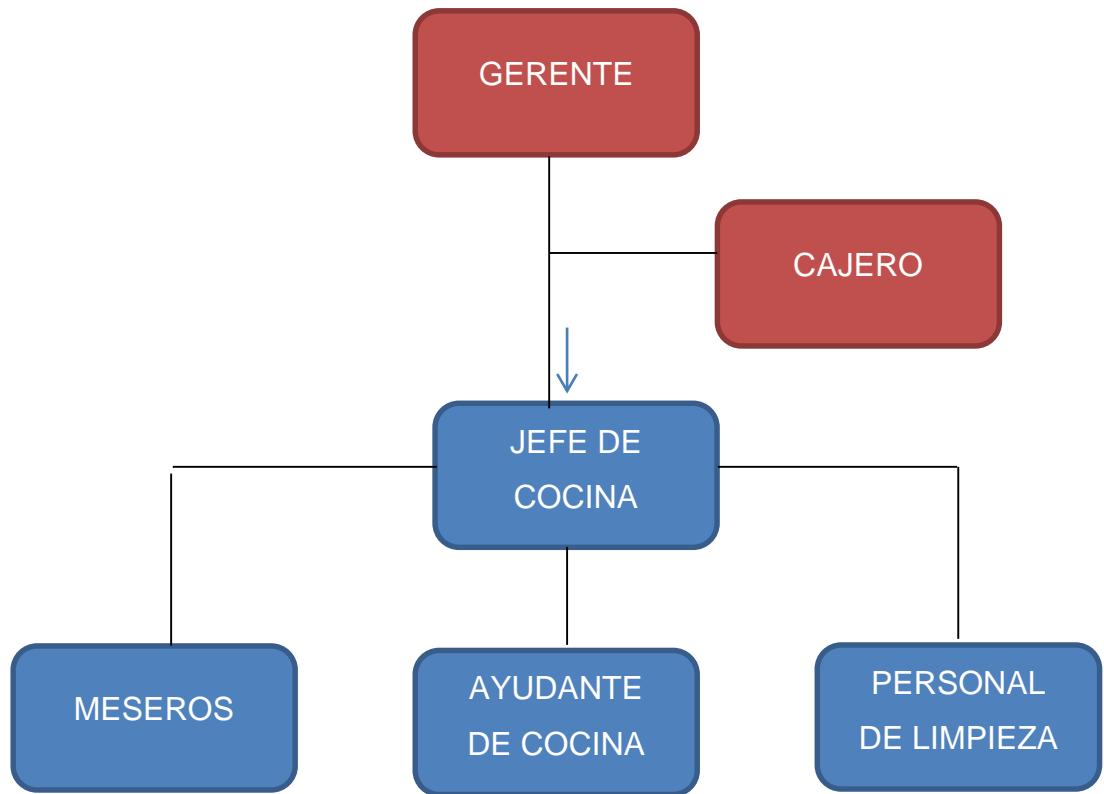 GERENTE
CAJERO
JEFE DE
COCINA
MESEROS
AYUDANTE
DE COCINA
PERSONAL
DE LIMPIEZA